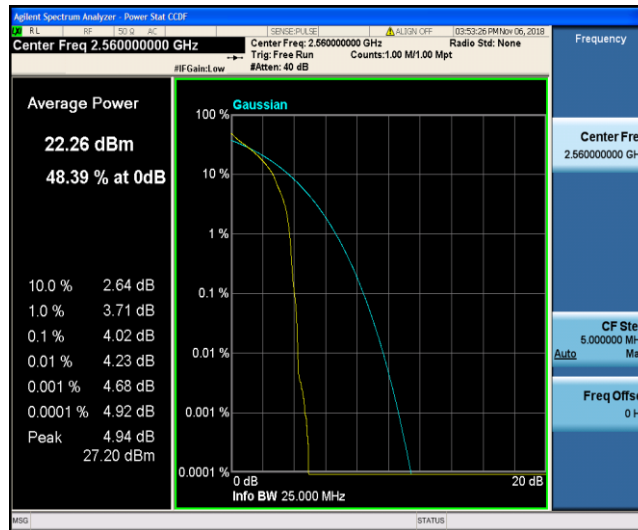 Agilent Spectrum Analyzer - Power Stat CCDF
RL RF 50 Ω AC SENSE:PULSE ALIGN OFF 03:53:26 PM Nov 06, 2018
Center Freq 2.560000000 GHz
Center Freq: 2.560000000 GHz Radio Std: None
Trig: Free Run Counts:1.00 M/1.00 Mpt
#IFGain:Low #Atten: 40 dB
Frequency
Average Power
22.26 dBm
48.39 % at 0dB
10.0 % 2.64 dB
1.0 % 3.71 dB
0.1 % 4.02 dB
0.01 % 4.23 dB
0.001 % 4.68 dB
0.0001 % 4.92 dB
Peak 4.94 dB
27.20 dBm
Gaussian
100 %
10 %
1 %
0.1 %
0.01 %
0.001 %
0.0001 %
0 dB 20 dB
Info BW 25.000 MHz
Center Fre
2.560000000 GH
CF Ste
5.000000 MH
Auto Ma
Freq Offse
0 H
MSG STATUS